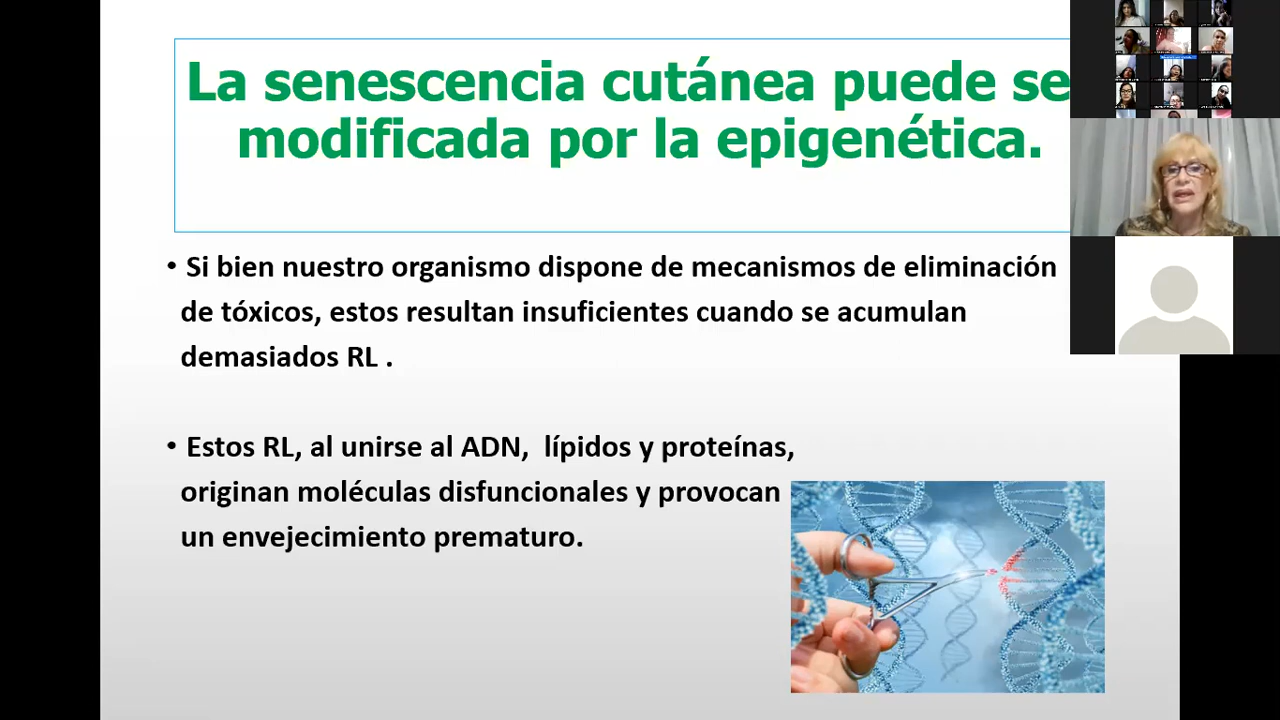 La senescencia cutánea puede se
modificada por la epigenética.
• Si bien nuestro organismo dispone de mecanismos de eliminación
de tóxicos, estos resultan insuficientes cuando se acumulan
demasiados RL .
• Estos RL, al unirse al ADN, lípidos y proteínas,
originan moléculas disfuncionales y provocan
un envejecimiento prematuro.